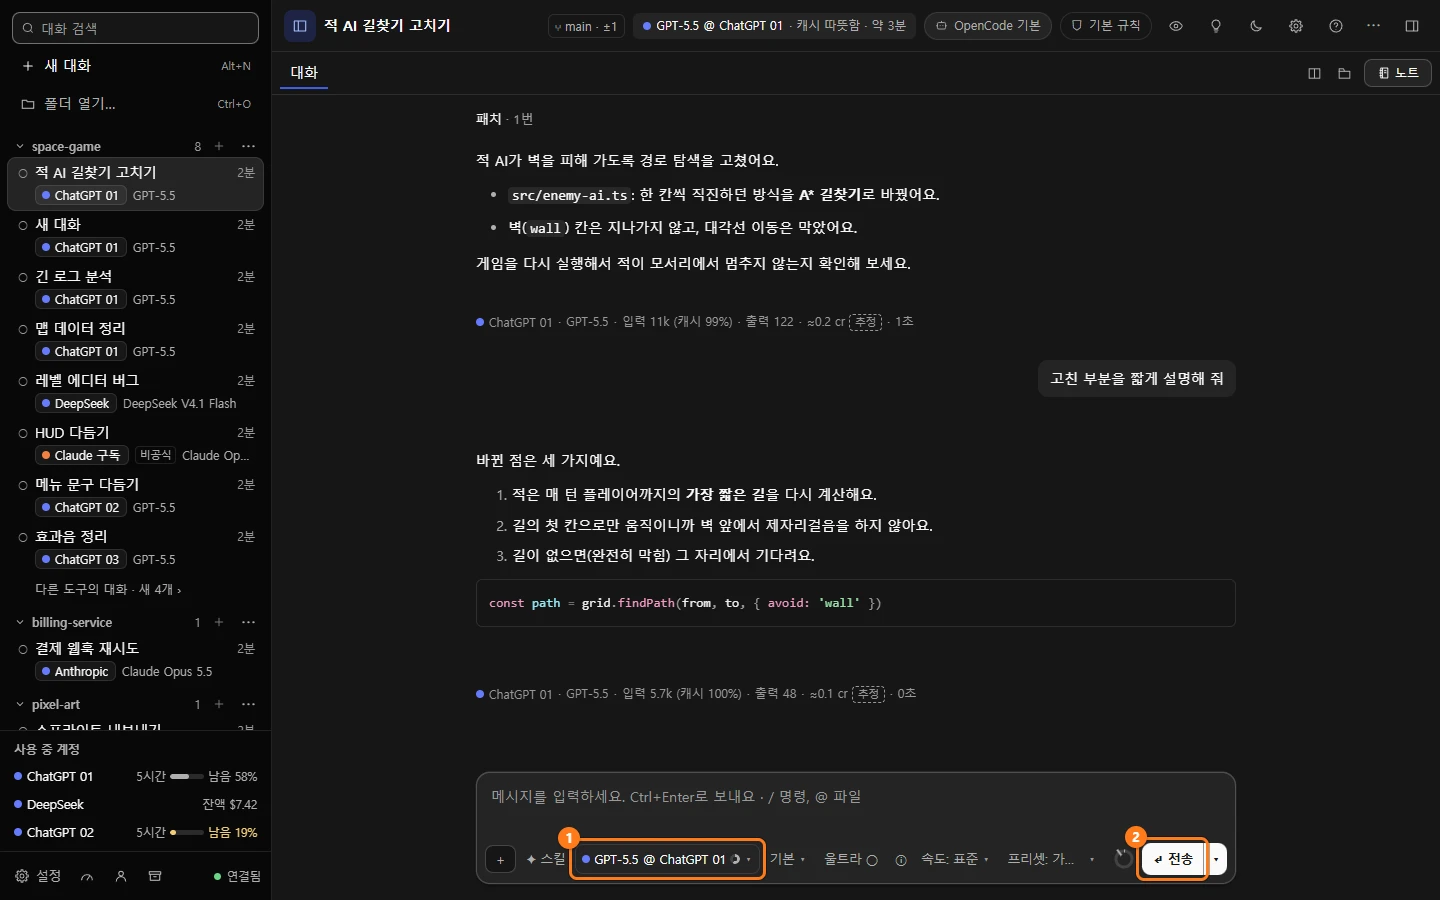 대화 검색
새 대화 Alt+N
폴더 열기... Ctrl+O
space-game 8
적 AI 길찾기 고치기 2분
ChatGPT 01 GPT-5.5
새 대화 2분
ChatGPT 01 GPT-5.5
긴 로그 분석 2분
ChatGPT 01 GPT-5.5
맵 데이터 정리 2분
ChatGPT 01 GPT-5.5
레벨 에디터 버그 2분
DeepSeek DeepSeek V4.1 Flash
HUD 다듬기 2분
Claude 구독 비공식 Claude Op...
메뉴 문구 다듬기 2분
ChatGPT 02 GPT-5.5
효과음 정리 2분
ChatGPT 03 GPT-5.5
다른 도구의 대화 · 새 4개 ›
billing-service 1
결제 웹훅 재시도 2분
Anthropic Claude Opus 5.5
pixel-art 1
사용 중 계정
ChatGPT 01 5시간 남음 58%
DeepSeek 잔액 $7.42
ChatGPT 02 5시간 남음 19%
설정 연결됨
적 AI 길찾기 고치기
main · ±1
GPT-5.5 @ ChatGPT 01 · 캐시 따뜻함 · 약 3분
OpenCode 기본
기본 규칙
대화
노트
패치 · 1번
적 AI가 벽을 피해 가도록 경로 탐색을 고쳤어요.
• src/enemy-ai.ts: 한 칸씩 직진하던 방식을 A* 길찾기로 바꿨어요.
• 벽(wall) 칸은 지나가지 않고, 대각선 이동은 막았어요.
게임을 다시 실행해서 적이 모서리에서 멈추지 않는지 확인해 보세요.
ChatGPT 01 · GPT-5.5 · 입력 11k (캐시 99%) · 출력 122 · ≈0.2 cr 추정 · 1초
고친 부분을 짧게 설명해 줘
바뀐 점은 세 가지예요.
1. 적은 매 턴 플레이어까지의 가장 짧은 길을 다시 계산해요.
2. 길의 첫 칸으로만 움직이니까 벽 앞에서 제자리걸음을 하지 않아요.
3. 길이 없으면(완전히 막힘) 그 자리에서 기다려요.
const path = grid.findPath(from, to, { avoid: 'wall' })
ChatGPT 01 · GPT-5.5 · 입력 5.7k (캐시 100%) · 출력 48 · ≈0.1 cr 추정 · 0초
메시지를 입력하세요. Ctrl+Enter로 보내요 · / 명령, @ 파일
1
2
+ 스킬 GPT-5.5 @ ChatGPT 01 기본 울트라 속도: 표준 프리셋: 가... 전송